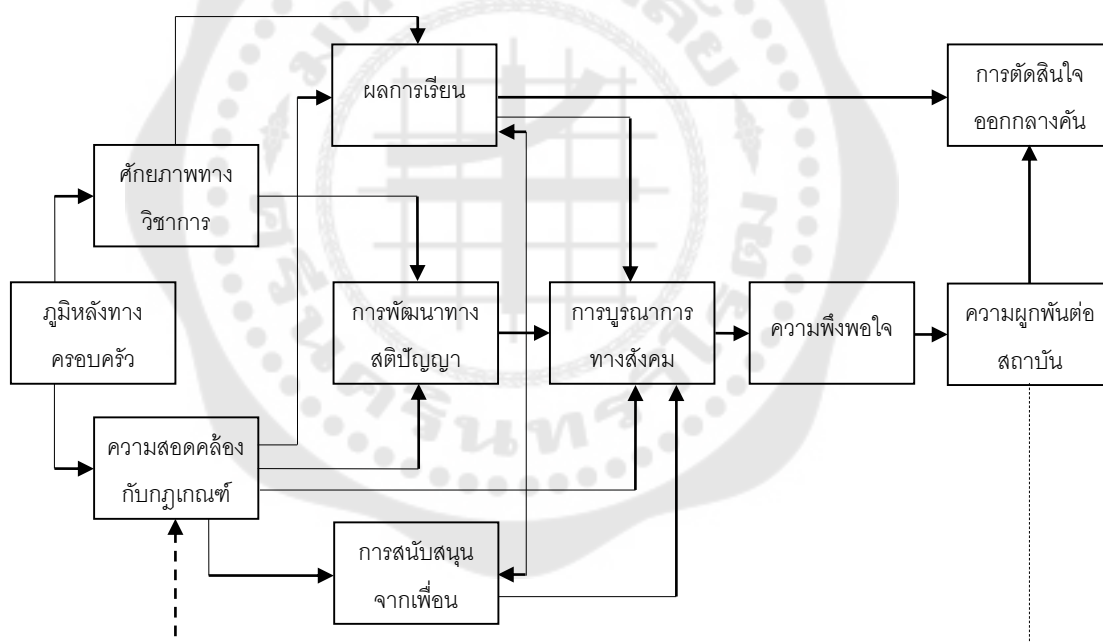 ผลการเรียน
การตัดสินใจ
ออกกลางคัน
ศักยภาพทาง
วิชาการ
ภูมิหลังทาง
ครอบครัว
การพัฒนาทาง
สติปัญญา
การบูรณาการ
ทางสังคม
ความพึงพอใจ
ความผูกพันต่อ
สถาบัน
ความสอดคล้อง
กับกฎเกณฑ์
การสนับสนุน
จากเพื่อน